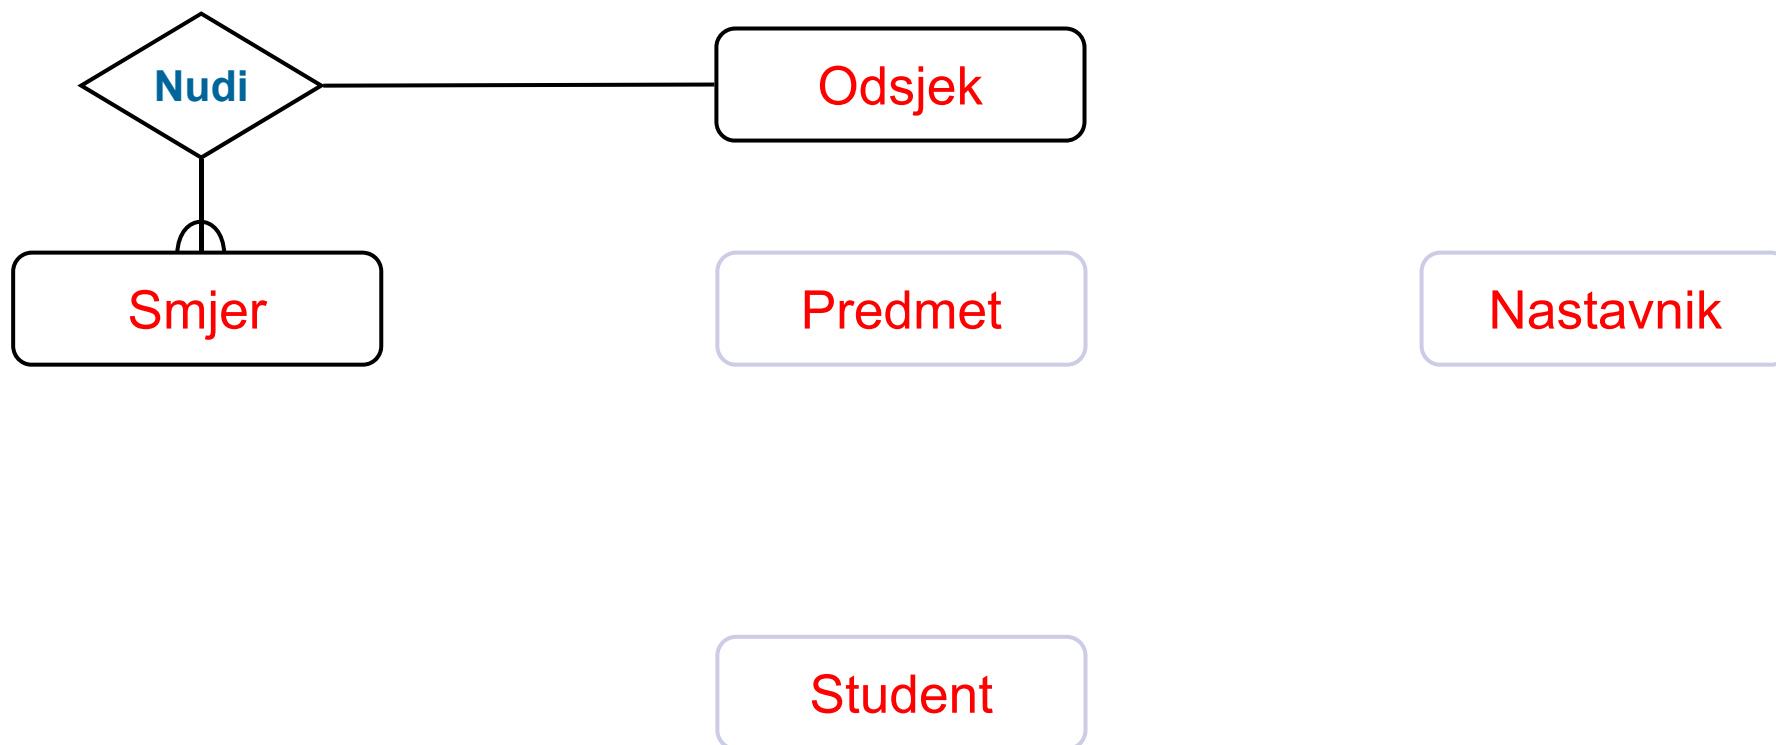 Nudi
Odsjek
Smjer
Predmet
Nastavnik
Student